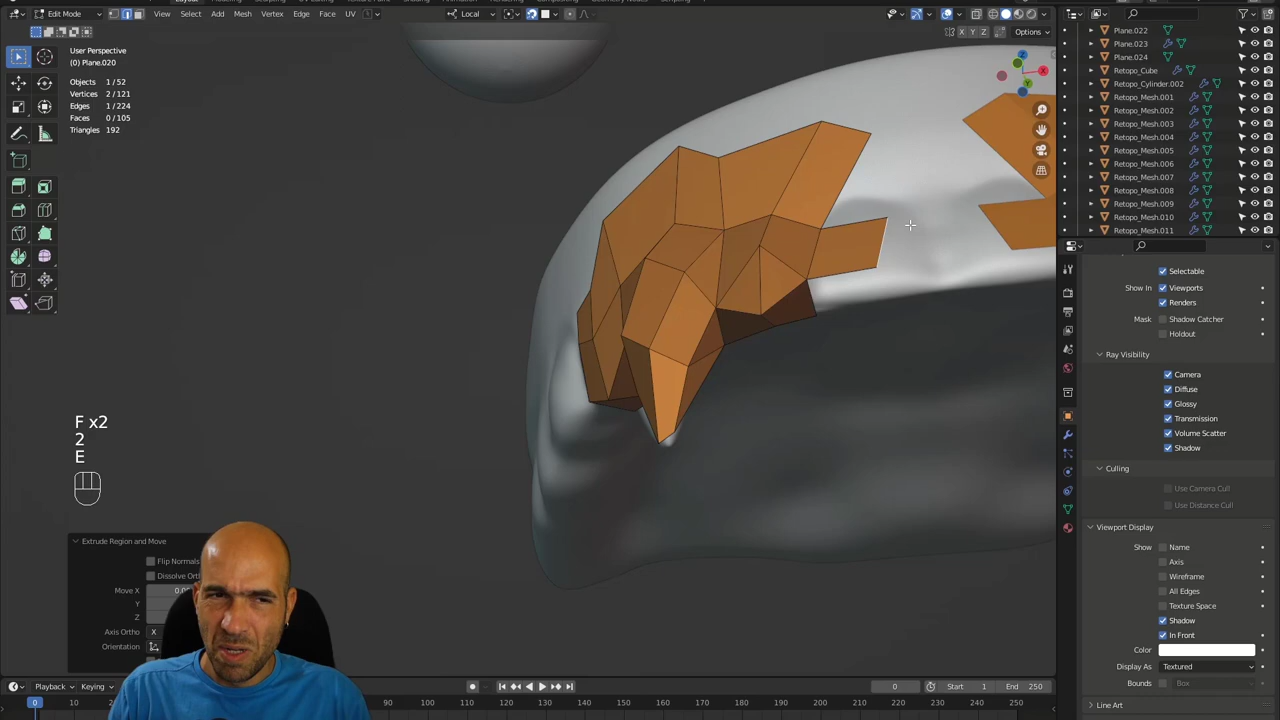 Edit Mode
View Select Add Mesh Vertex Edge Face UV
Local
X Y Z Options
User Perspective
(0) Plane.020
Objects 1/52
Vertices 2/121
Edges 1/224
Faces 0/105
Triangles 192
Z
X
Y
F x2
2
E
Extrude Region and Move
Flip Normals
Dissolve Ort
Move X 0.0
Y
Z
Axis Ortho X
Orientation
Playback Keying View
0 Start 1 End 250
0 10 90 100 110 120 130 140 150 160 170 180 190 200 210 220 230 240 250
Plane.022
Plane.023
Plane.024
Retopo_Cube
Retopo_Cylinder.002
Retopo_Mesh.001
Retopo_Mesh.002
Retopo_Mesh.003
Retopo_Mesh.004
Retopo_Mesh.005
Retopo_Mesh.006
Retopo_Mesh.007
Retopo_Mesh.008
Retopo_Mesh.009
Retopo_Mesh.010
Retopo_Mesh.011
Selectable
Show In Viewports
Renders
Mask Shadow Catcher
Holdout
Ray Visibility
Camera
Diffuse
Glossy
Transmission
Volume Scatter
Shadow
Culling
Use Camera Cull
Use Distance Cull
Viewport Display
Show Name
Axis
Wireframe
All Edges
Texture Space
Shadow
In Front
Color
Display As Textured
Bounds Box
Line Art